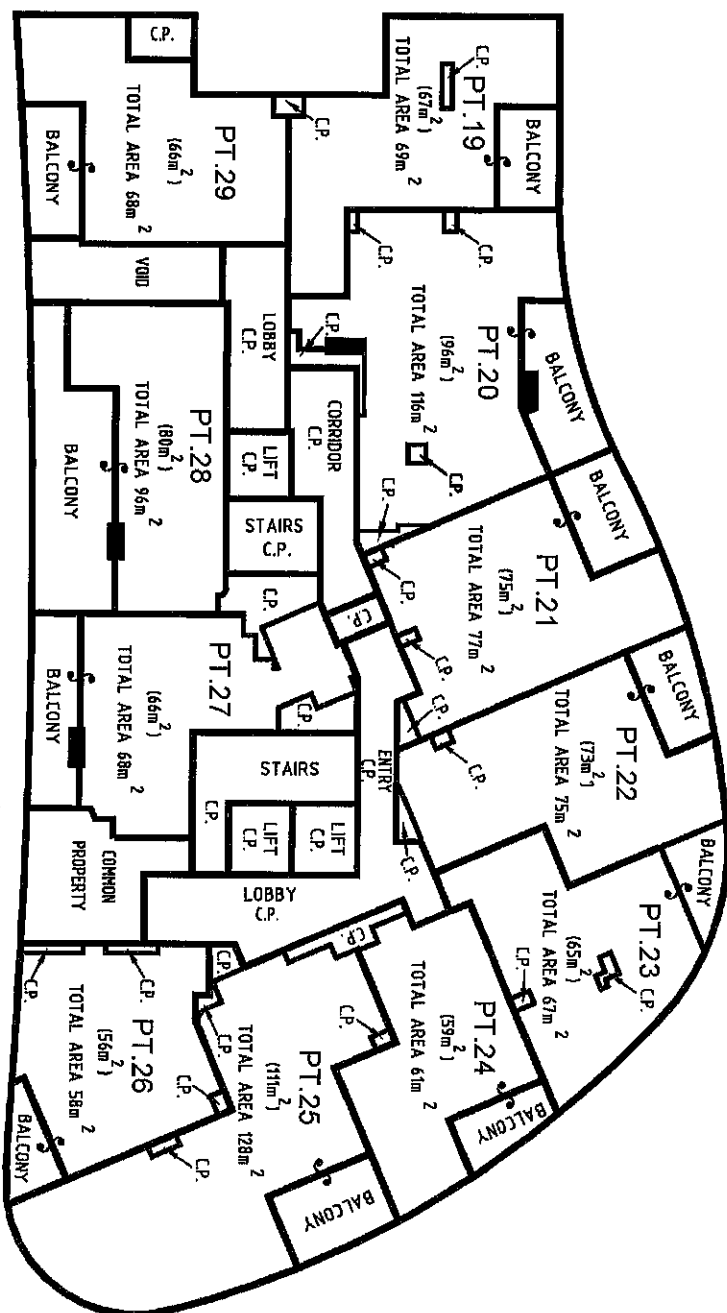 C.P.
PT.19
(67m²)
TOTAL AREA 69m²
C.P.
BALCONY
C.P.
PT.29
(66m²)
TOTAL AREA 68m²
BALCONY
C.P.
C.P.
C.P.
VOID
LOBBY
C.P.
C.P.
PT.20
(96m²)
TOTAL AREA 116m²
BALCONY
C.P.
PT.28
(80m²)
TOTAL AREA 96m²
BALCONY
CORRIDOR
C.P.
LIFT
C.P.
STAIRS
C.P.
C.P.
BALCONY
PT.21
(75m²)
TOTAL AREA 77m²
C.P.
C.P.
C.P.
C.P.
C.P.
PT.27
(66m²)
TOTAL AREA 68m²
BALCONY
C.P.
BALCONY
PT.22
(73m²)
TOTAL AREA 75m²
C.P.
ENTRY
C.P.
STAIRS
C.P.
LIFT
C.P.
LIFT
C.P.
C.P.
BALCONY
PT.23
(65m²)
TOTAL AREA 67m²
C.P.
C.P.
COMMON
PROPERTY
LOBBY
C.P.
C.P.
C.P.
PT.24
(59m²)
TOTAL AREA 61m²
C.P.
BALCONY
C.P.
C.P.
PT.26
(56m²)
TOTAL AREA 58m²
C.P.
C.P.
BALCONY
PT.25
(111m²)
TOTAL AREA 128m²
C.P.
BALCONY